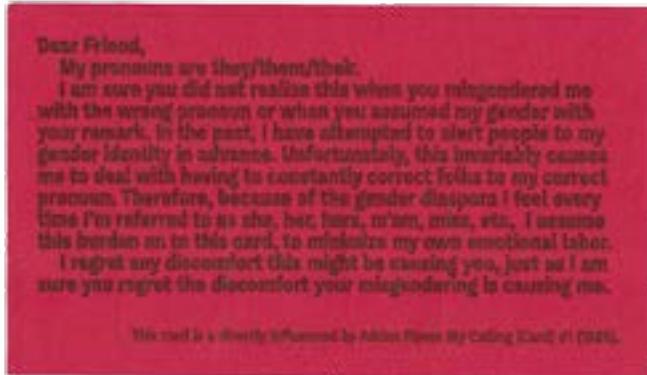 Dear Friend,
My pronouns are they/them/their.
I am sure you did not realize this when you misgendered me
with the wrong pronoun or when you assumed my gender with
your remark. In the past, I have attempted to alert people to my
gender identity in advance. Unfortunately, this invariably causes
me to deal with having to constantly correct folks to my correct
pronoun. Therefore, because of the gender diaspora I feel every
time I'm referred to as she, her, hers, m'am, miss, etc, I assume
this burden on to this card, to minimize my own emotional labor.
I regret any discomfort this might be causing you, just as I am
sure you regret the discomfort your misgendering is causing me.
This card is a directly influenced by Adrian Piper's My Calling (Card) #1